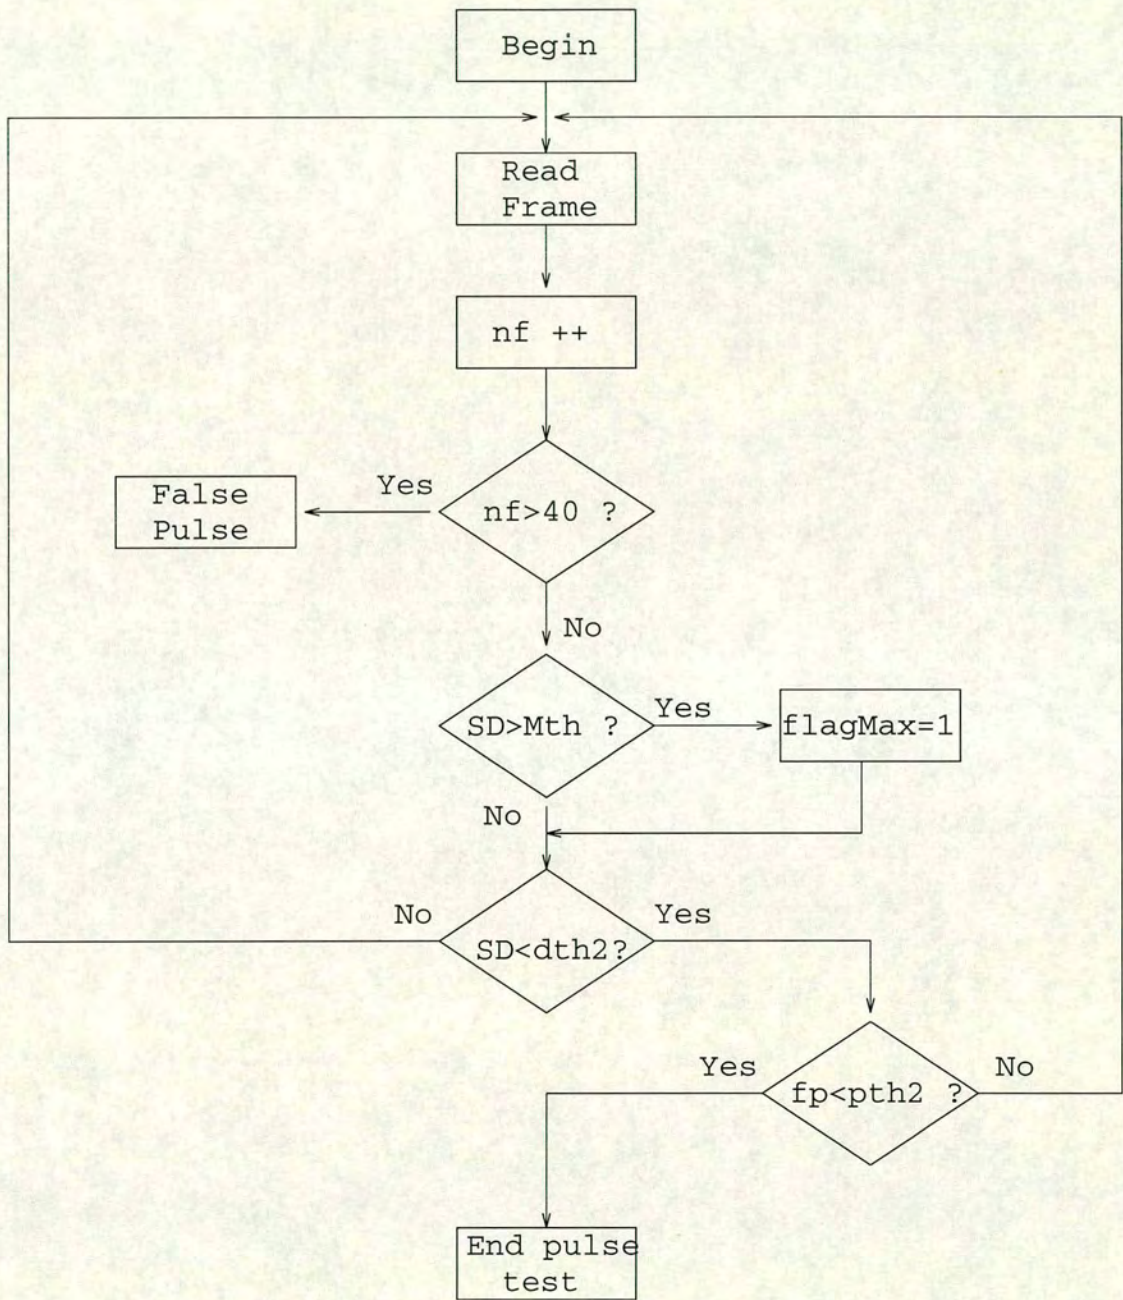 Begin
Read
Frame
nf ++
Yes
False
Pulse
nf>40 ?
No
SD>Mth ?
Yes
flagMax=1
No
No
SD<dth2?
Yes
Yes
fp<pth2 ?
No
End pulse
test